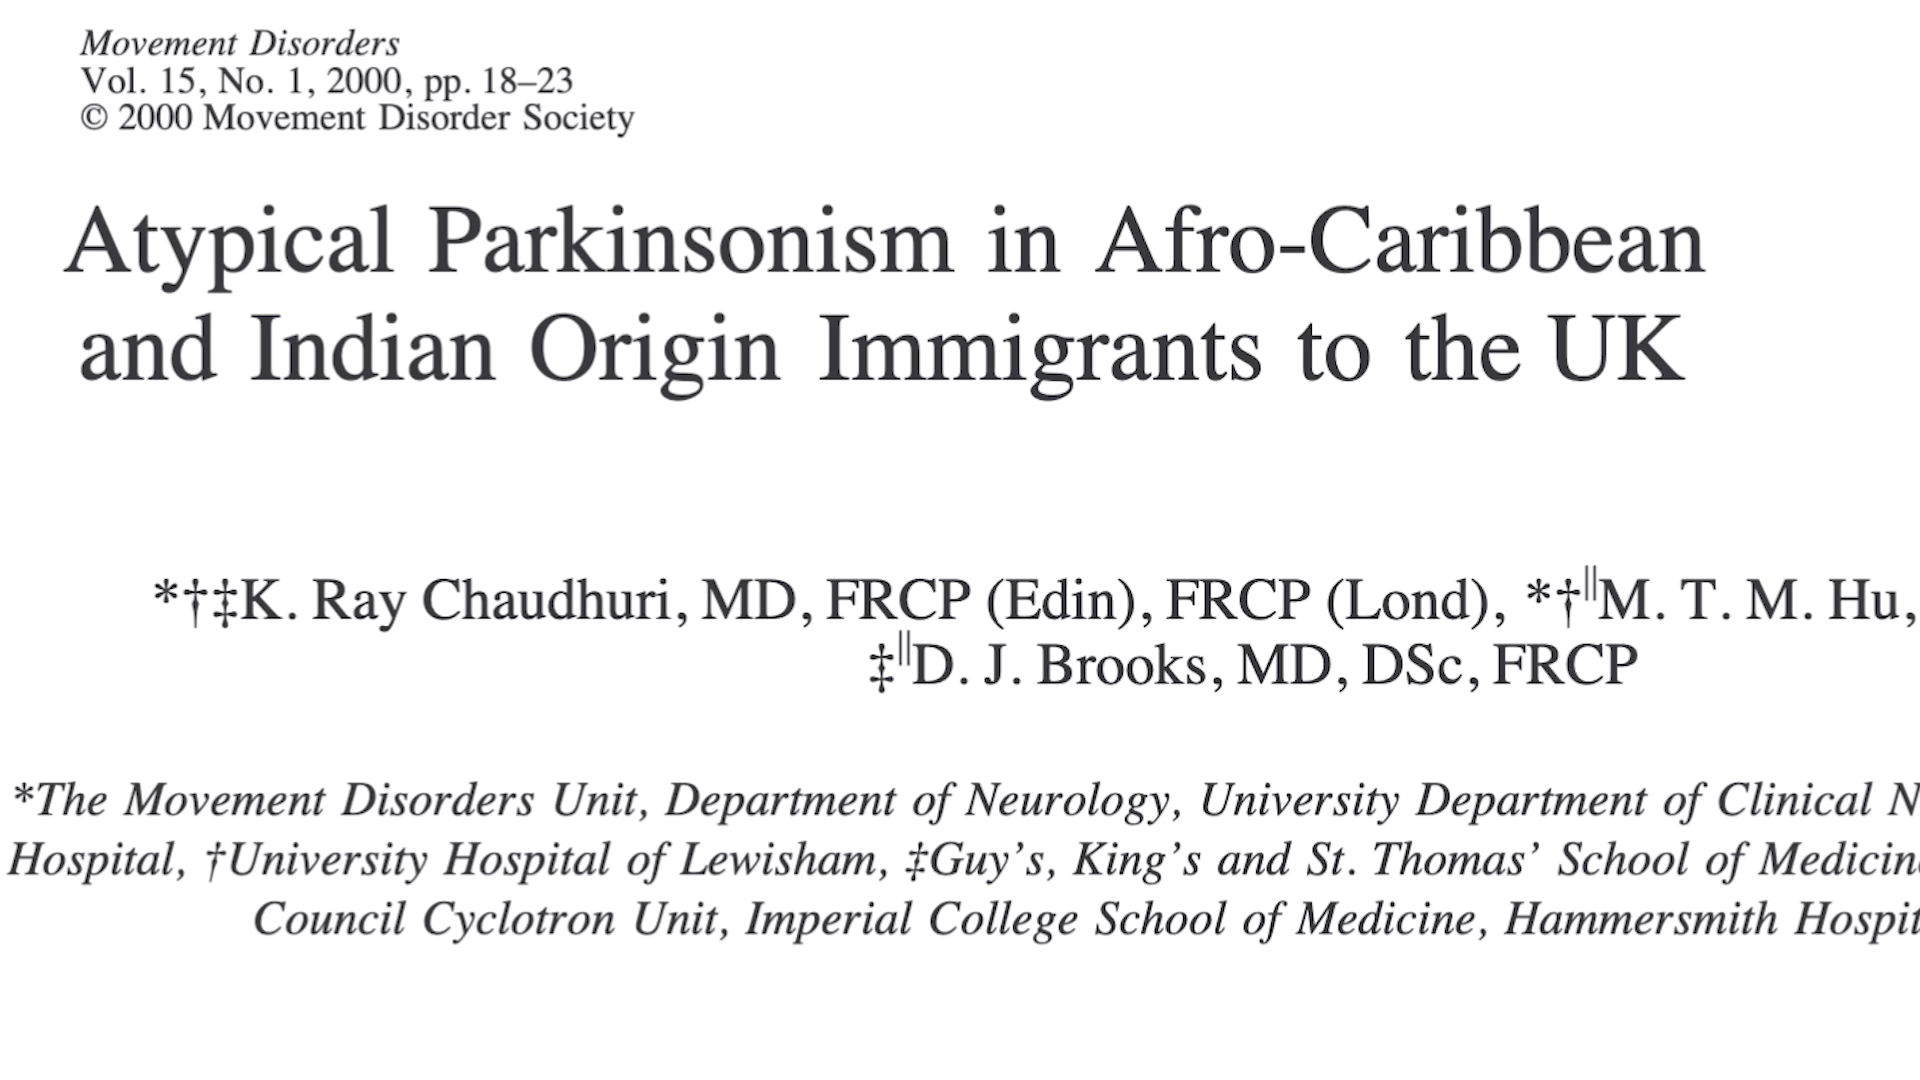 Movement Disorders
Vol. 15, No. 1, 2000, pp. 18–23
© 2000 Movement Disorder Society
Atypical Parkinsonism in Afro-Caribbean
and Indian Origin Immigrants to the UK
*†‡K. Ray Chaudhuri, MD, FRCP (Edin), FRCP (Lond), *†∥M. T. M. Hu,
‡∥D. J. Brooks, MD, DSc, FRCP
*The Movement Disorders Unit, Department of Neurology, University Department of Clinical N
Hospital, †University Hospital of Lewisham, ‡Guy’s, King’s and St. Thomas’ School of Medicin
Council Cyclotron Unit, Imperial College School of Medicine, Hammersmith Hospit